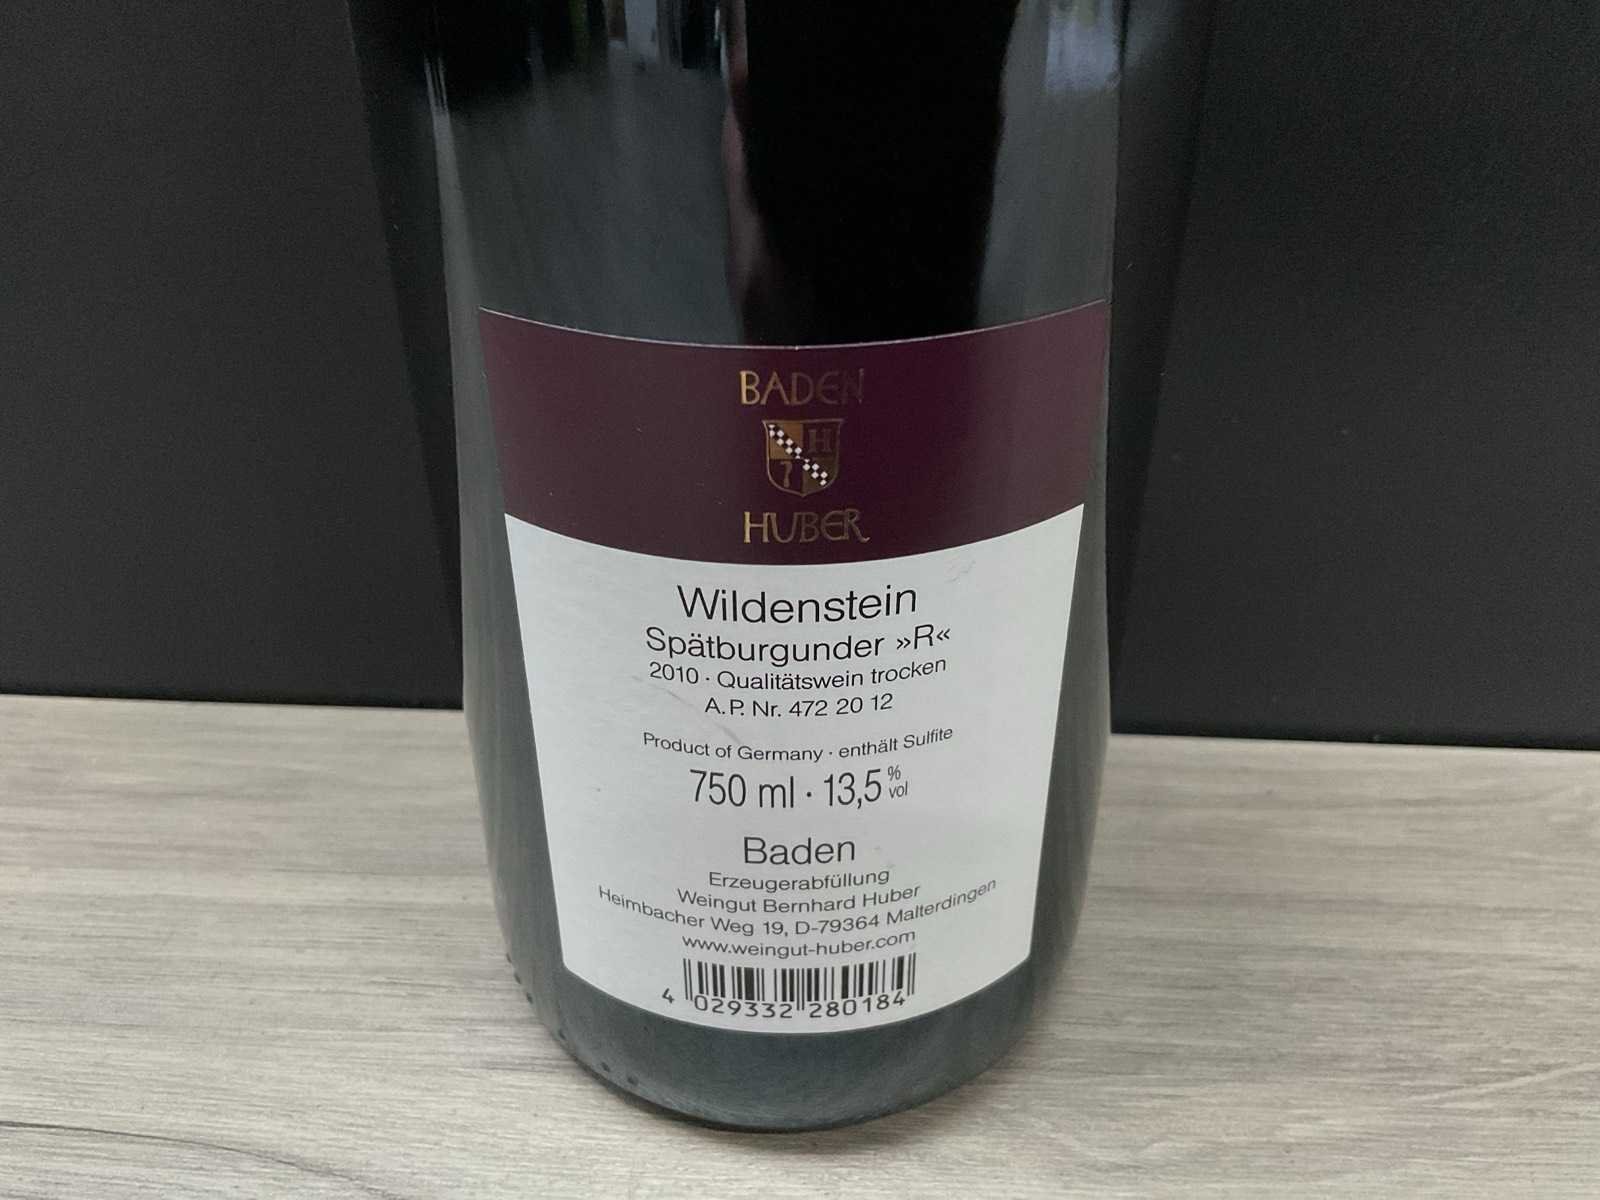 BADEN
H
HUBER
Wildenstein
Spätburgunder »R«
2010 · Qualitätswein trocken
A.P. Nr. 472 20 12
Product of Germany · enthält Sulfite
750 ml · 13,5 % vol
Baden
Erzeugerabfüllung
Weingut Bernhard Huber
Heimbacher Weg 19, D-79364 Malterdingen
www.weingut-huber.com
4 029332 280184